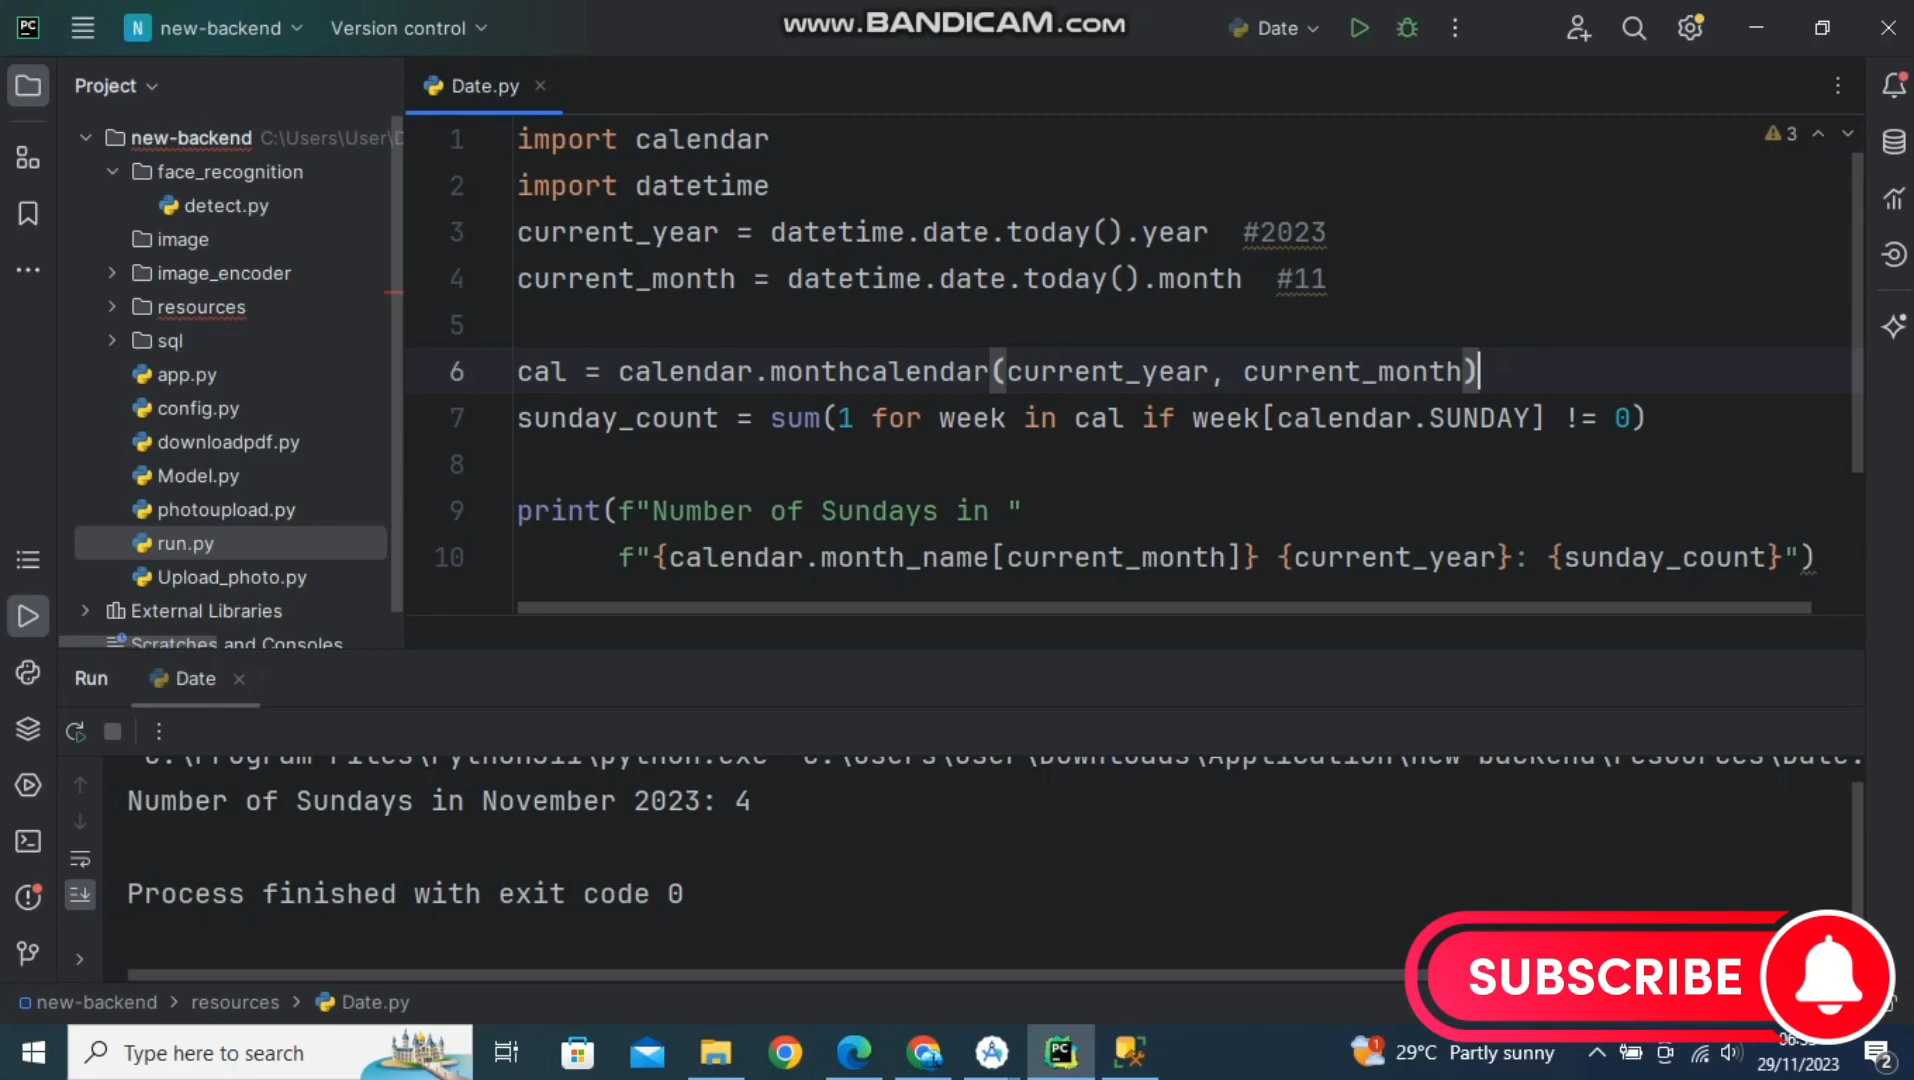 PC
N new-backend
Version control
www.BANDICAM.com
Date
Project
Date.py
new-backend C:\Users\User\D
face_recognition
detect.py
image
image_encoder
resources
sql
app.py
config.py
downloadpdf.py
Model.py
photoupload.py
run.py
Upload_photo.py
External Libraries
Scratches and Consoles
3
1 import calendar
2 import datetime
3 current_year = datetime.date.today().year  #2023
4 current_month = datetime.date.today().month  #11
5
6 cal = calendar.monthcalendar(current_year, current_month)
7 sunday_count = sum(1 for week in cal if week[calendar.SUNDAY] != 0)
8
9 print(f"Number of Sundays in "
10       f"{calendar.month_name[current_month]} {current_year}: {sunday_count}")
Run
Date
Number of Sundays in November 2023: 4
Process finished with exit code 0
SUBSCRIBE
new-backend > resources > Date.py
Type here to search
PC
1
29°C Partly sunny
29/11/2023
2